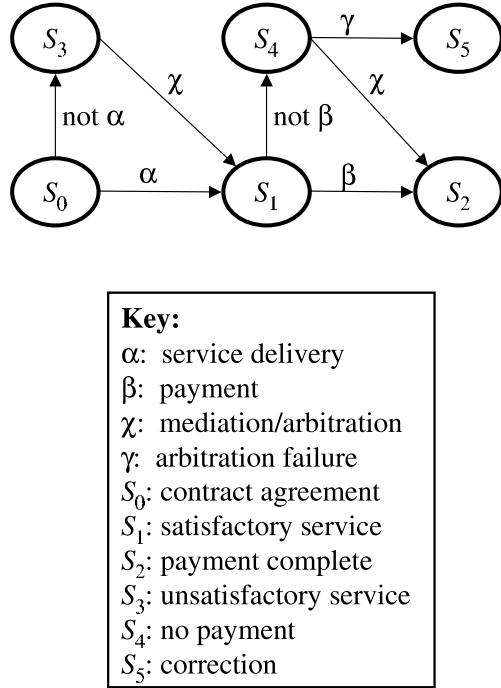 S3 S4 γ S5
χ χ
not α not β
α β
S0 S1 S2
Key:
α: service delivery
β: payment
χ: mediation/arbitration
γ: arbitration failure
S0: contract agreement
S1: satisfactory service
S2: payment complete
S3: unsatisfactory service
S4: no payment
S5: correction